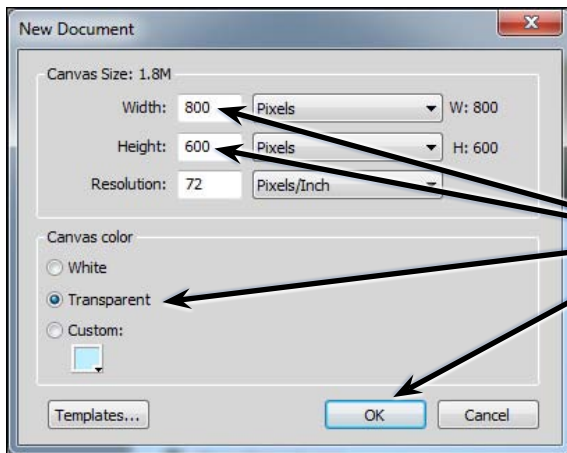 New Document
Canvas Size: 1.8M
Width: 800 Pixels W: 800
Height: 600 Pixels H: 600
Resolution: 72 Pixels/Inch
Canvas color
White
Transparent
Custom:
Templates... OK Cancel